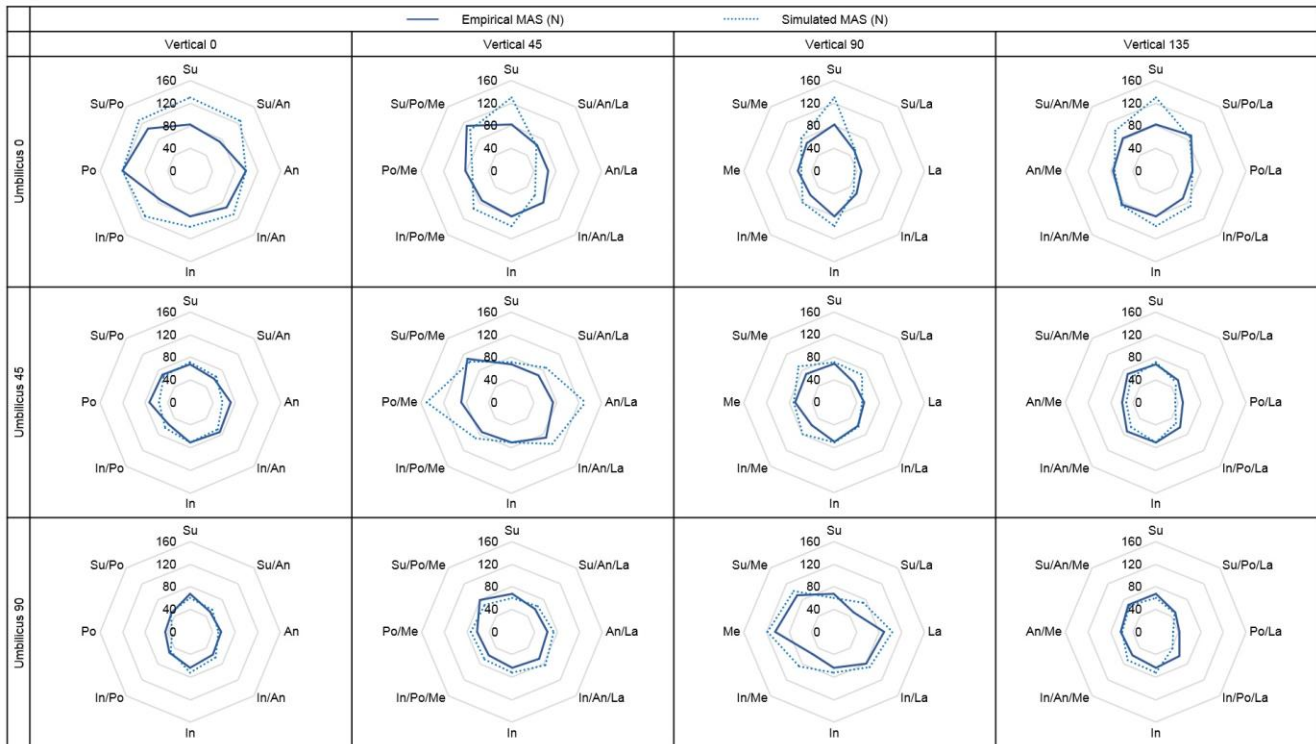 Empirical MAS (N) Simulated MAS (N)
Vertical 0 Vertical 45 Vertical 90 Vertical 135
Umbilicus 0
Su
160
120
80
40
0
Su/An
An
In/An
In
In/Po
Po
Su/Po
Su
160
120
80
40
0
Su/An/La
An/La
In/An/La
In
In/Po/Me
Po/Me
Su/Po/Me
Su
160
120
80
40
0
Su/La
La
In/La
In
In/Me
Me
Su/Me
Su
160
120
80
40
0
Su/Po/La
Po/La
In/Po/La
In
In/An/Me
An/Me
Su/An/Me
Umbilicus 45
Su
160
120
80
40
0
Su/An
An
In/An
In
In/Po
Po
Su/Po
Su
160
120
80
40
0
Su/An/La
An/La
In/An/La
In
In/Po/Me
Po/Me
Su/Po/Me
Su
160
120
80
40
0
Su/La
La
In/La
In
In/Me
Me
Su/Me
Su
160
120
80
40
0
Su/Po/La
Po/La
In/Po/La
In
In/An/Me
An/Me
Su/An/Me
Umbilicus 90
Su
160
120
80
40
0
Su/An
An
In/An
In
In/Po
Po
Su/Po
Su
160
120
80
40
0
Su/An/La
An/La
In/An/La
In
In/Po/Me
Po/Me
Su/Po/Me
Su
160
120
80
40
0
Su/La
La
In/La
In
In/Me
Me
Su/Me
Su
160
120
80
40
0
Su/Po/La
Po/La
In/Po/La
In
In/An/Me
An/Me
Su/An/Me